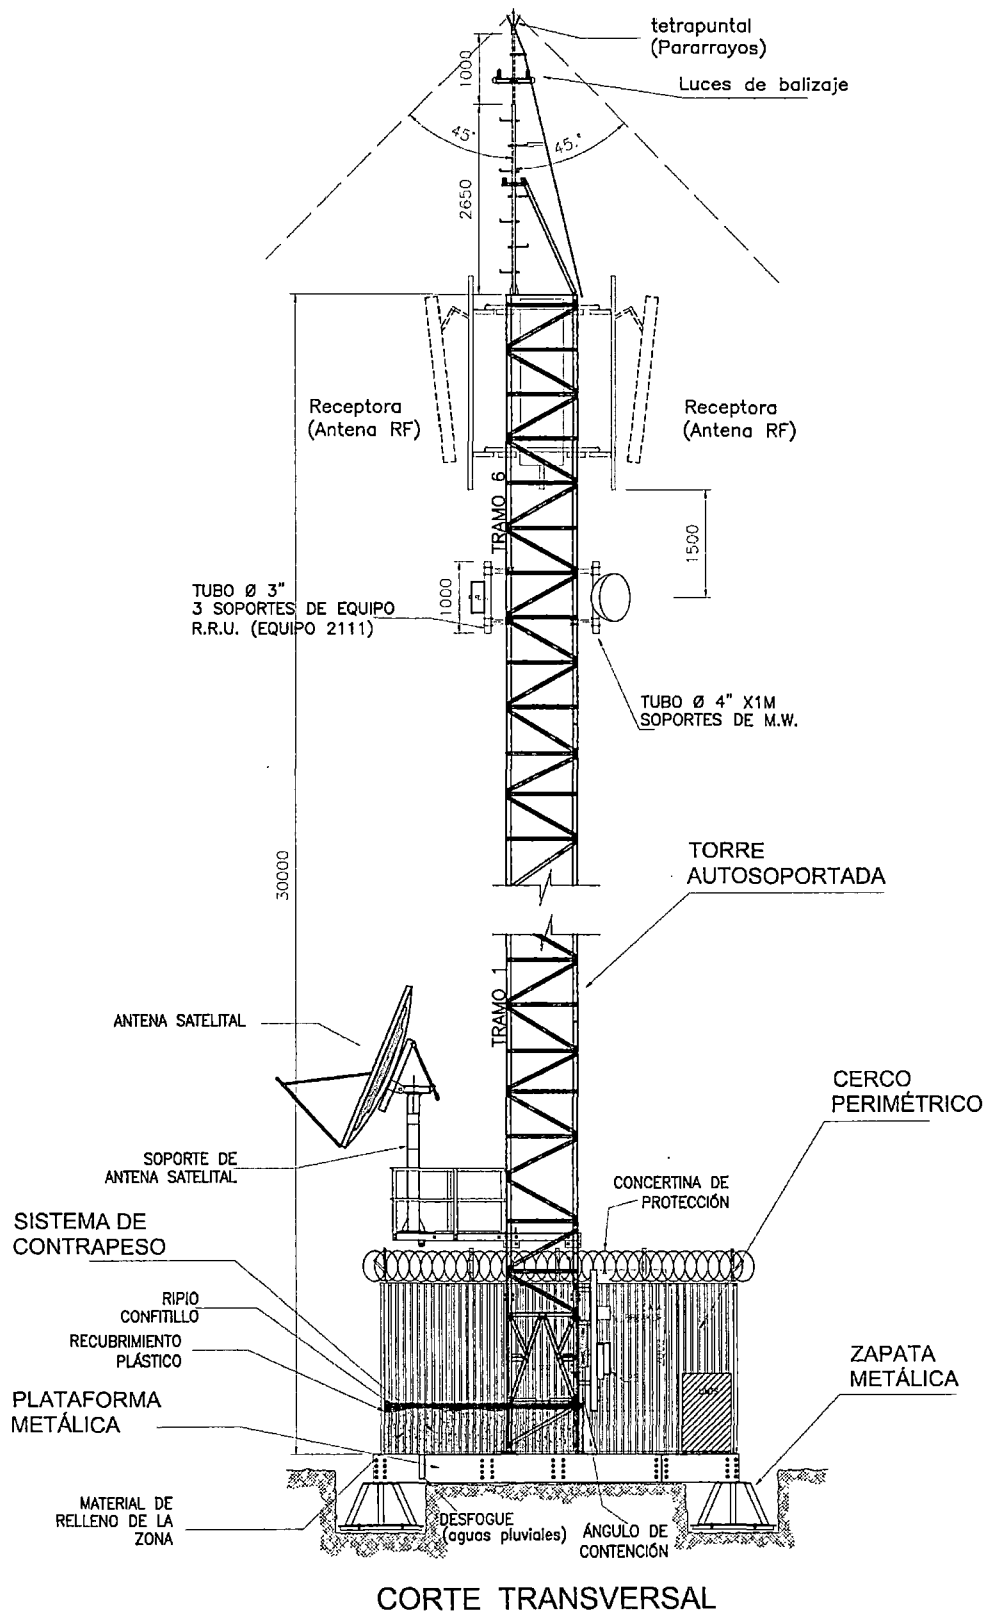 tetrapuntal
(Pararrayos)
1000
Luces de balizaje
45°
45.°
2650
Receptora
(Antena RF)
Receptora
(Antena RF)
TRAMO 6
1500
TUBO Ø 3"
3 SOPORTES DE EQUIPO
R.R.U. (EQUIPO 2111)
1000
TUBO Ø 4" X1M
SOPORTES DE M.W.
30000
TORRE
AUTOSOPORTADA
TRAMO 1
ANTENA SATELITAL
CERCO
PERIMÉTRICO
SOPORTE DE
ANTENA SATELITAL
CONCERTINA DE
PROTECCIÓN
SISTEMA DE
CONTRAPESO
RIPIO
CONFITILLO
RECUBRIMIENTO
PLÁSTICO
ZAPATA
METÁLICA
PLATAFORMA
METÁLICA
MATERIAL DE
RELLENO DE LA
ZONA
DESFOGUE
(aguas pluviales)
ÁNGULO DE
CONTENCIÓN
CORTE TRANSVERSAL